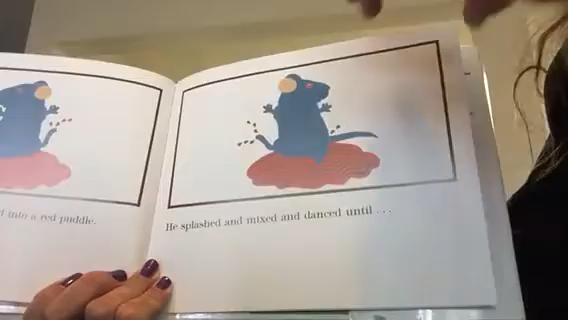 into a red puddle.
He splashed and mixed and danced until . . .